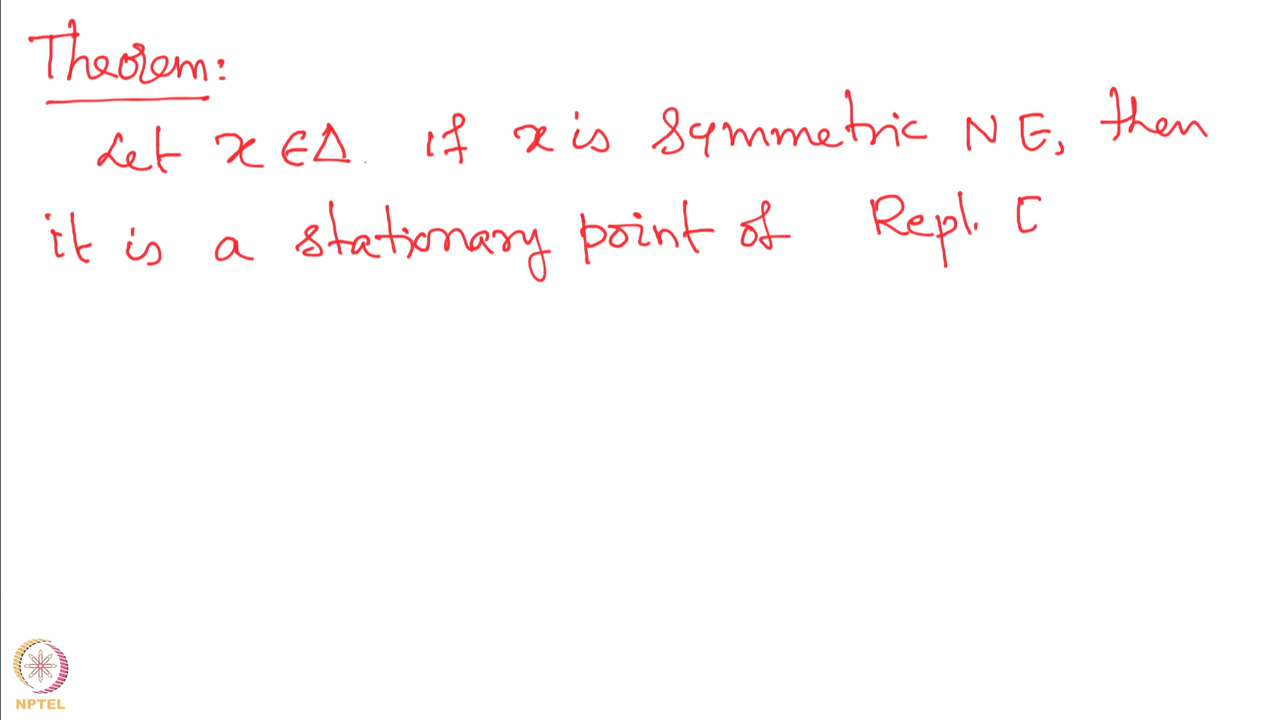 Theorem:
Let x ∈ Δ. If x is symmetric NE, then
it is a stationary point of Repl. [
NPTEL